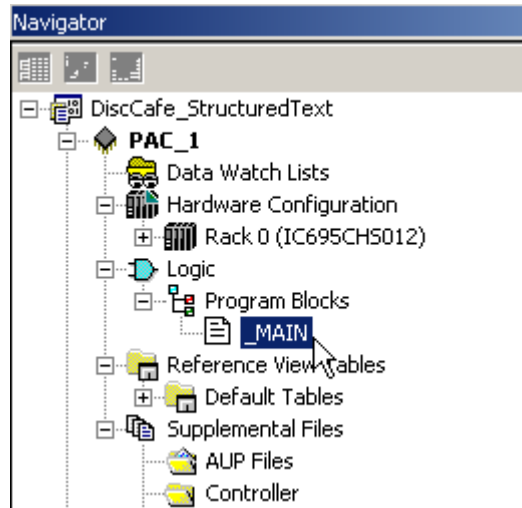 Navigator
DiscCafe_StructuredText
PAC_1
Data Watch Lists
Hardware Configuration
Rack 0 (IC695CHS012)
Logic
Program Blocks
_MAIN
Reference View Tables
Default Tables
Supplemental Files
AUP Files
Controller